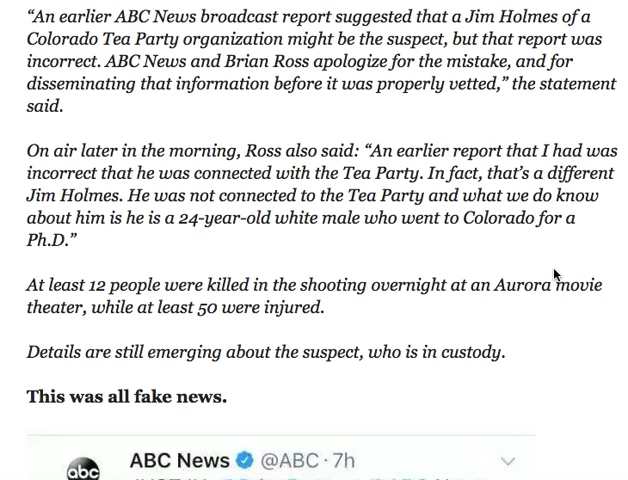 “An earlier ABC News broadcast report suggested that a Jim Holmes of a
Colorado Tea Party organization might be the suspect, but that report was
incorrect. ABC News and Brian Ross apologize for the mistake, and for
disseminating that information before it was properly vetted,” the statement
said.
On air later in the morning, Ross also said: “An earlier report that I had was
incorrect that he was connected with the Tea Party. In fact, that’s a different
Jim Holmes. He was not connected to the Tea Party and what we do know
about him is he is a 24-year-old white male who went to Colorado for a
Ph.D.”
At least 12 people were killed in the shooting overnight at an Aurora movie
theater, while at least 50 were injured.
Details are still emerging about the suspect, who is in custody.
This was all fake news.
abc
ABC News @ABC · 7h